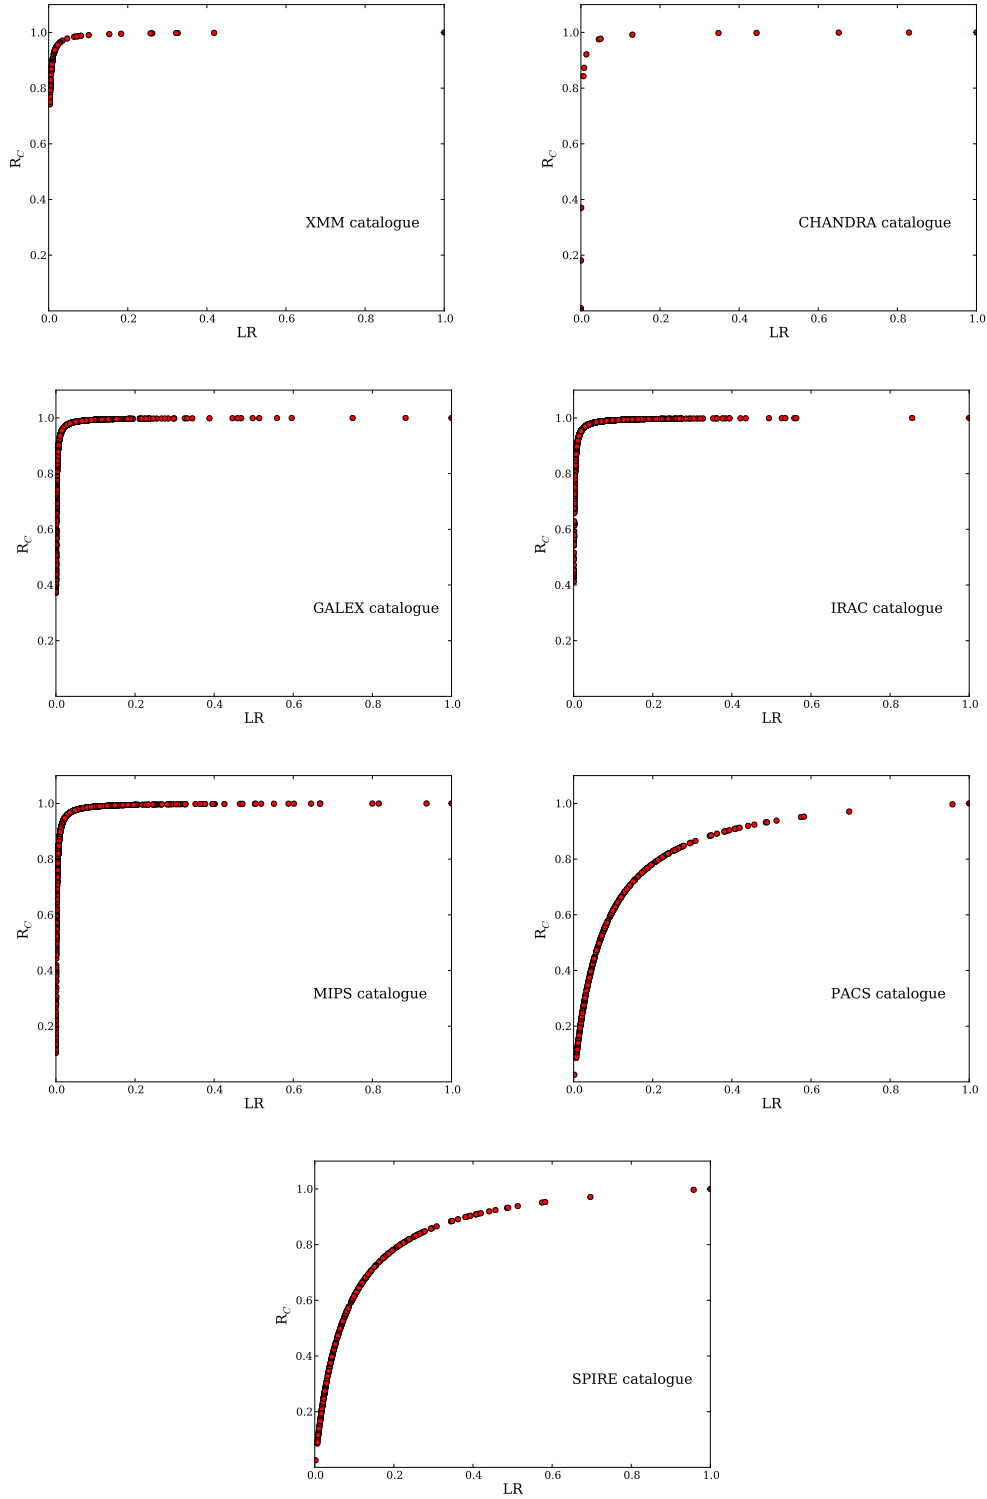 1.0
0.8
0.6
0.4
0.2
R_C
XMM catalogue
0.0 0.2 0.4 0.6 0.8 1.0
LR
1.0
0.8
0.6
0.4
0.2
R_C
CHANDRA catalogue
0.0 0.2 0.4 0.6 0.8 1.0
LR
1.0
0.8
0.6
0.4
0.2
R_C
GALEX catalogue
0.0 0.2 0.4 0.6 0.8 1.0
LR
1.0
0.8
0.6
0.4
0.2
R_C
IRAC catalogue
0.0 0.2 0.4 0.6 0.8 1.0
LR
1.0
0.8
0.6
0.4
0.2
R_C
MIPS catalogue
0.0 0.2 0.4 0.6 0.8 1.0
LR
1.0
0.8
0.6
0.4
0.2
R_C
PACS catalogue
0.0 0.2 0.4 0.6 0.8 1.0
LR
1.0
0.8
0.6
0.4
0.2
R_C
SPIRE catalogue
0.0 0.2 0.4 0.6 0.8 1.0
LR